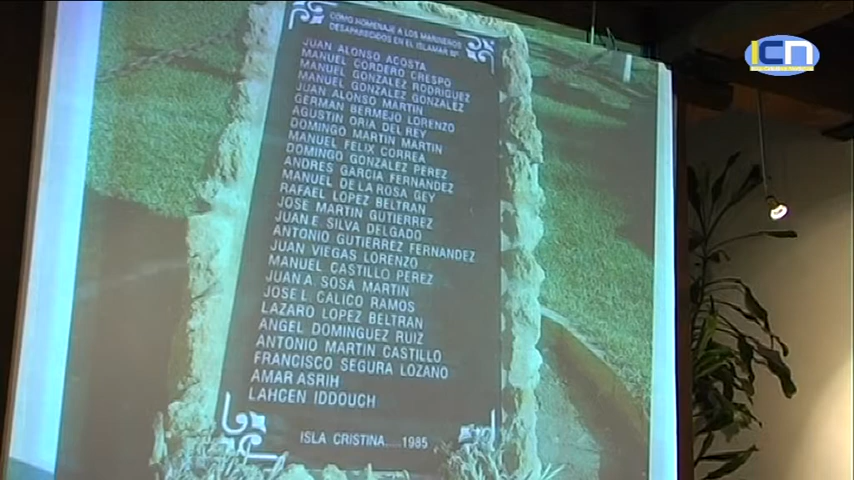 ICN
COMO HOMENAJE A LOS MARINEROS
DESAPARECIDOS EN EL ISLAMAR IIIº
JUAN ALONSO ACOSTA
MANUEL CORDERO CRESPO
MANUEL GONZALEZ RODRIGUEZ
MANUEL GONZALEZ GONZALEZ
JUAN ALONSO MARTIN
GERMAN BERMEJO LORENZO
AGUSTIN ORIA DEL REY
DOMINGO MARTIN MARTIN
MANUEL FELIX CORREA
DOMINGO GONZALEZ PEREZ
ANDRES GARCIA FERNANDEZ
MANUEL DE LA ROSA GEY
RAFAEL LOPEZ BELTRAN
JOSE MARTIN GUTIERREZ
JUAN E. SILVA DELGADO
ANTONIO GUTIERREZ FERNANDEZ
JUAN VIEGAS LORENZO
MANUEL CASTILLO PEREZ
JUAN A. SOSA MARTIN
JOSE L. CALICO RAMOS
LAZARO LOPEZ BELTRAN
ANGEL DOMINGUEZ RUIZ
ANTONIO MARTIN CASTILLO
FRANCISCO SEGURA LOZANO
AMAR ASRIH
LAHCEN IDDOUCH
ISLA CRISTINA.....1985